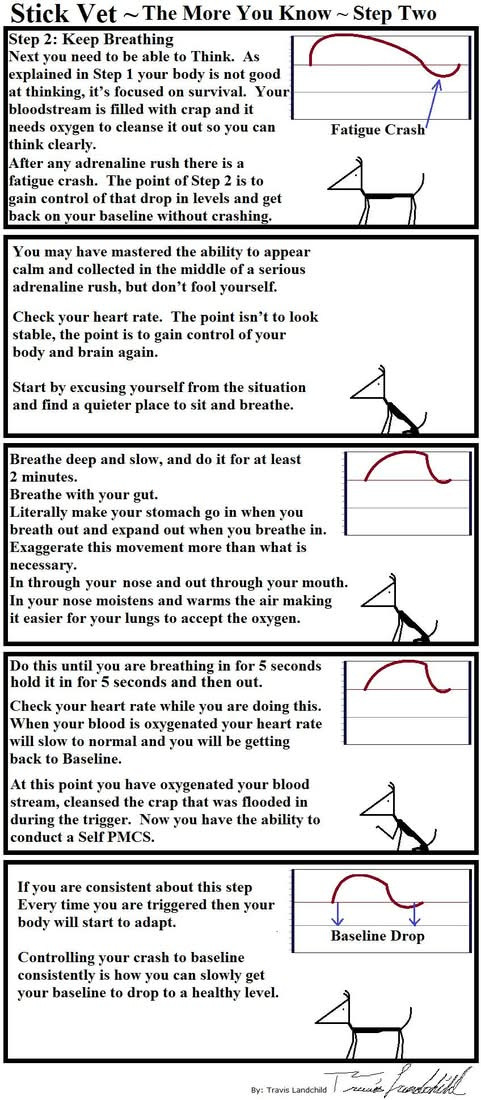 Stick Vet ~ The More You Know ~ Step Two
Step 2: Keep Breathing
Next you need to be able to Think.  As
explained in Step 1 your body is not good
at thinking, it's focused on survival.  Your
bloodstream is filled with crap and it
needs oxygen to cleanse it out so you can
think clearly.
After any adrenaline rush there is a
fatigue crash.  The point of Step 2 is to
gain control of that drop in levels and get
back on your baseline without crashing.
Fatigue Crash
You may have mastered the ability to appear
calm and collected in the middle of a serious
adrenaline rush, but don't fool yourself.
Check your heart rate.  The point isn't to look
stable, the point is to gain control of your
body and brain again.
Start by excusing yourself from the situation
and find a quieter place to sit and breathe.
Breathe deep and slow, and do it for at least
2 minutes.
Breathe with your gut.
Literally make your stomach go in when you
breath out and expand out when you breathe in.
Exaggerate this movement more than what is
necessary.
In through your nose and out through your mouth.
In your nose moistens and warms the air making
it easier for your lungs to accept the oxygen.
Do this until you are breathing in for 5 seconds
hold it in for 5 seconds and then out.
Check your heart rate while you are doing this.
When your blood is oxygenated your heart rate
will slow to normal and you will be getting
back to Baseline.
At this point you have oxygenated your blood
stream, cleansed the crap that was flooded in
during the trigger.  Now you have the ability to
conduct a Self PMCS.
If you are consistent about this step
Every time you are triggered then your
body will start to adapt.
Controlling your crash to baseline
consistently is how you can slowly get
your baseline to drop to a healthy level.
Baseline Drop
By: Travis Landchild
Travis Landchild